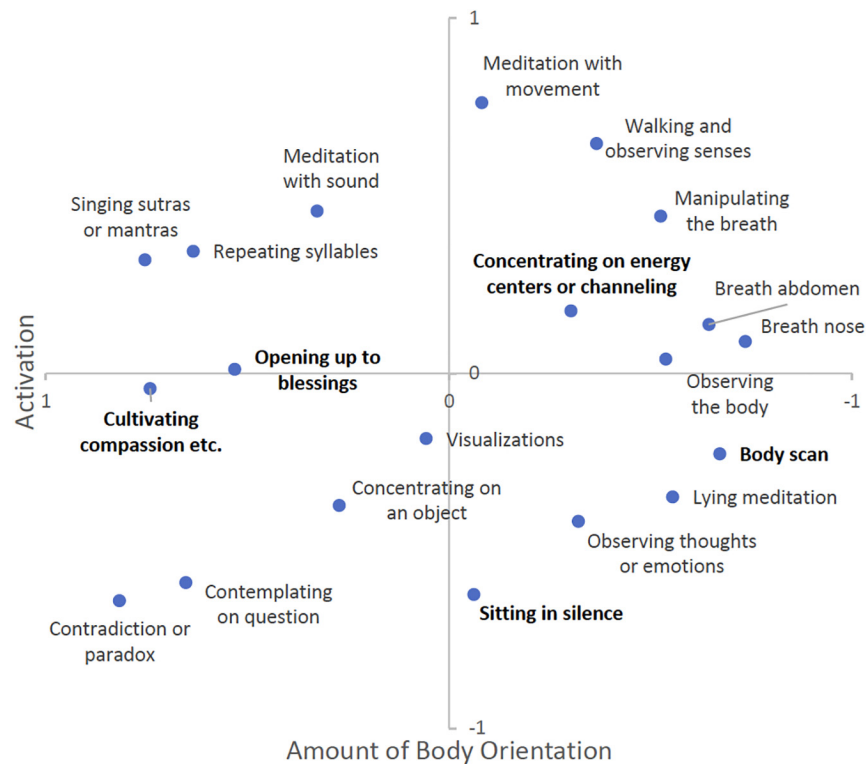 1
Meditation with
movement
Walking and
observing senses
Meditation
with sound
Singing sutras
or mantras
Repeating syllables
Manipulating
the breath
Concentrating on energy
centers or channeling
Breath abdomen
Breath nose
Opening up to
blessings
Activation
1
0
0
-1
Observing
the body
Cultivating
compassion etc.
Visualizations
Body scan
Concentrating on
an object
Lying meditation
Observing thoughts
or emotions
Contemplating
on question
Sitting in silence
Contradiction or
paradox
-1
Amount of Body Orientation